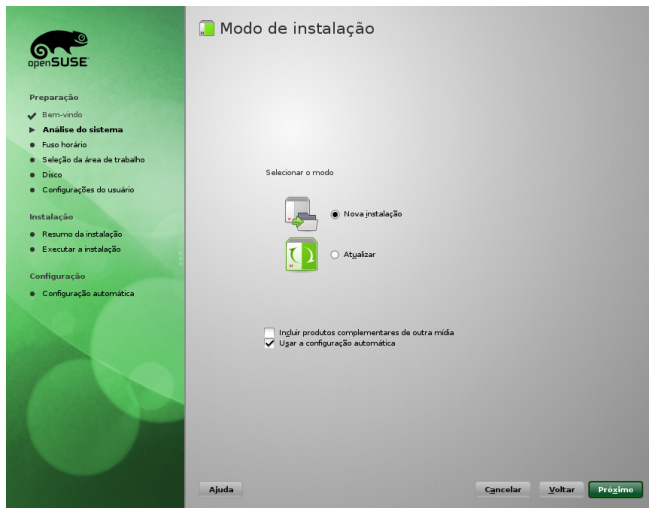 openSUSE
Modo de instalação
Preparação
Bem-vindo
Análise do sistema
Fuso horário
Seleção da área de trabalho
Disco
Configurações do usuário
Instalação
Resumo da instalação
Executar a instalação
Configuração
Configuração automática
Selecionar o modo
Nova instalação
Atualizar
Incluir produtos complementares de outra mídia
Usar a configuração automática
Ajuda
Cancelar
Voltar
Próximo